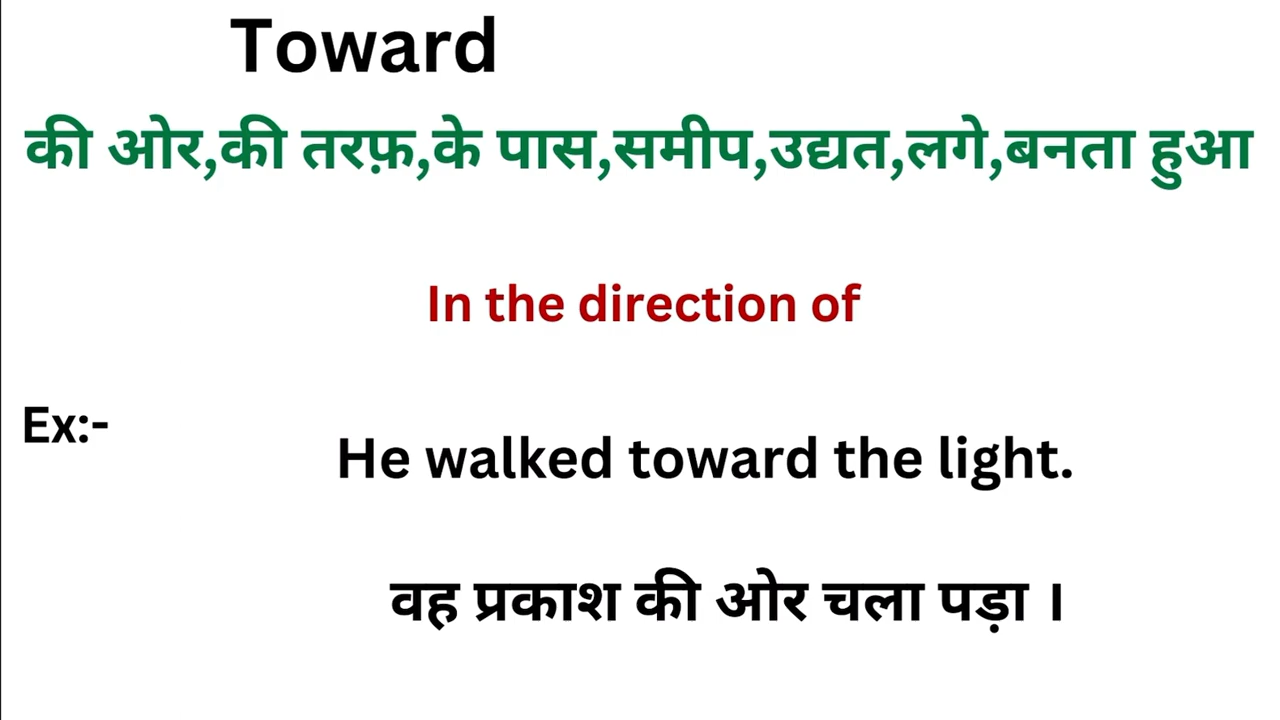 Toward
की ओर,की तरफ़,के पास,समीप,उद्यत,लगे,बनता हुआ
In the direction of
Ex:-
He walked toward the light.
वह प्रकाश की ओर चला पड़ा ।